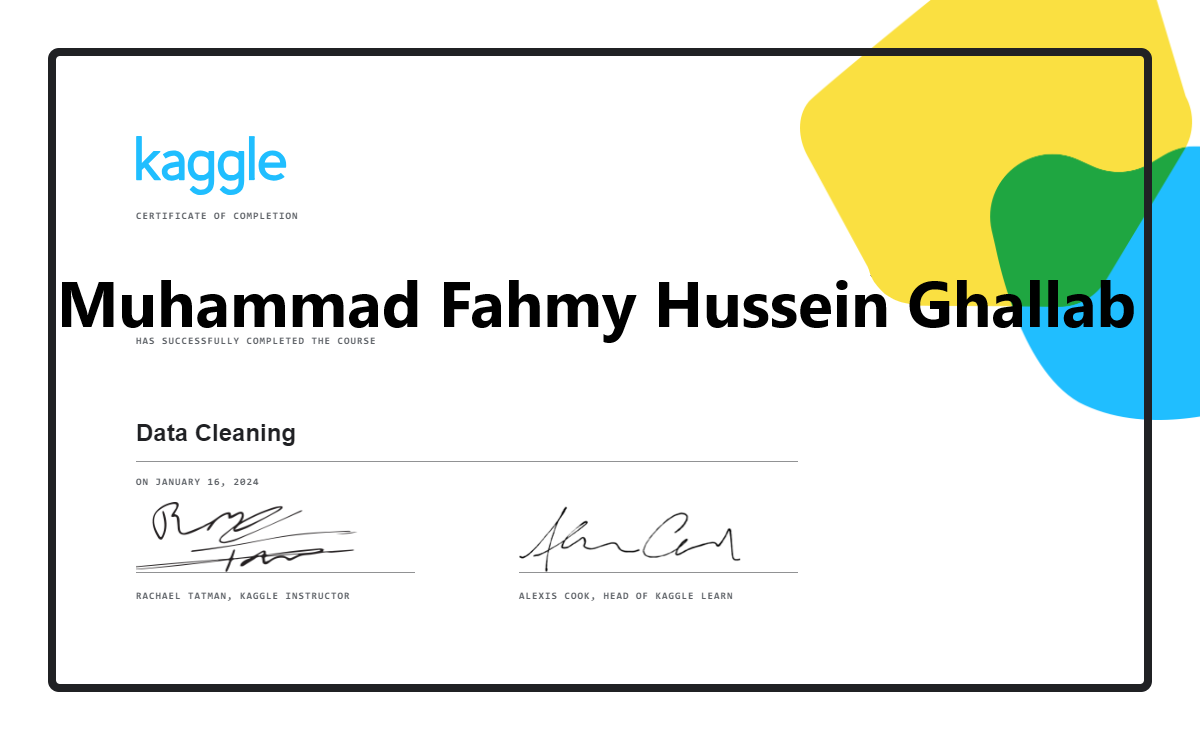 kaggle
CERTIFICATE OF COMPLETION
Muhammad Fahmy Hussein Ghallab
HAS SUCCESSFULLY COMPLETED THE COURSE
Data Cleaning
ON JANUARY 16, 2024
RACHAEL TATMAN, KAGGLE INSTRUCTOR
ALEXIS COOK, HEAD OF KAGGLE LEARN